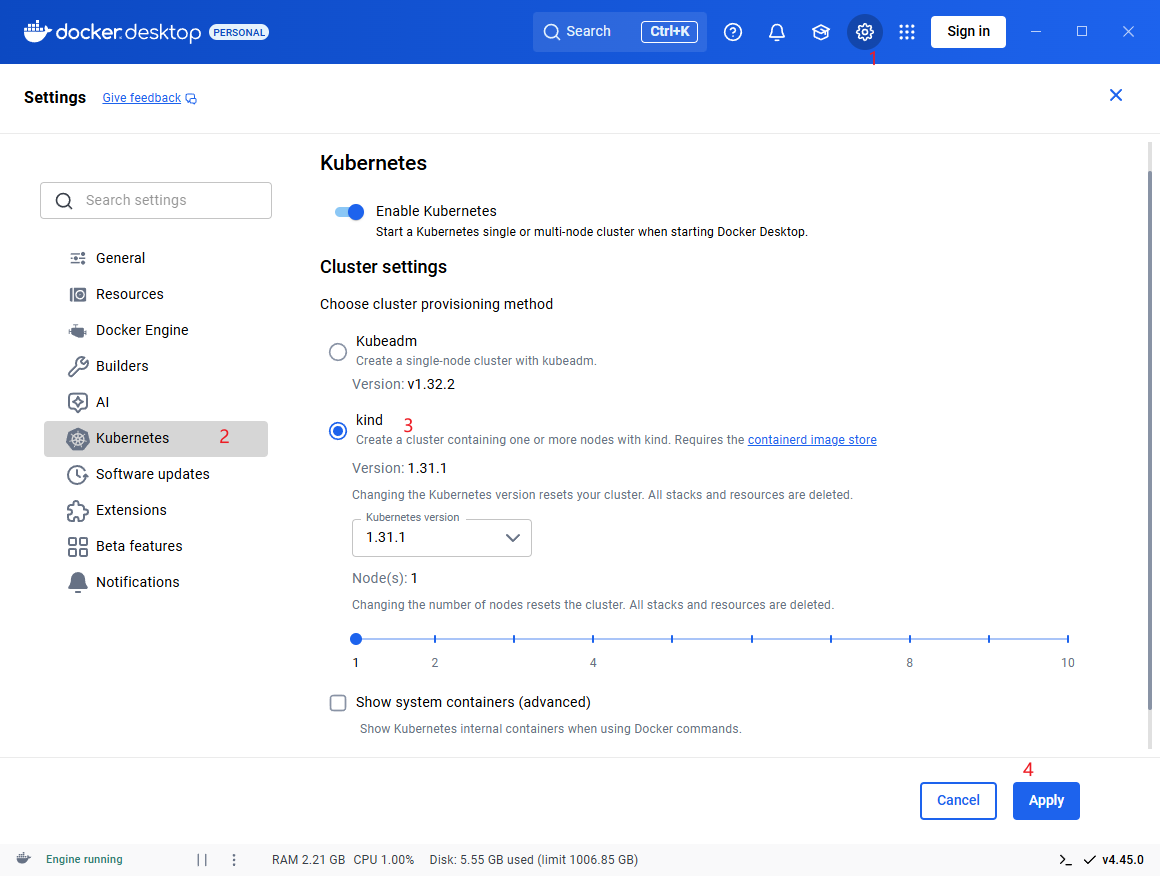 docker.desktop PERSONAL Search Ctrl+K Sign in
1
Settings Give feedback
Kubernetes
Search settings
Enable Kubernetes
Start a Kubernetes single or multi-node cluster when starting Docker Desktop.
General
Resources
Docker Engine
Builders
AI
Kubernetes 2
Software updates
Extensions
Beta features
Notifications
Cluster settings
Choose cluster provisioning method
Kubeadm
Create a single-node cluster with kubeadm.
Version: v1.32.2
kind 3
Create a cluster containing one or more nodes with kind. Requires the containerd image store
Version: 1.31.1
Changing the Kubernetes version resets your cluster. All stacks and resources are deleted.
Kubernetes version
1.31.1
Node(s): 1
Changing the number of nodes resets the cluster. All stacks and resources are deleted.
1 2 4 8 10
Show system containers (advanced)
Show Kubernetes internal containers when using Docker commands.
4
Cancel Apply
Engine running RAM 2.21 GB CPU 1.00% Disk: 5.55 GB used (limit 1006.85 GB) v4.45.0